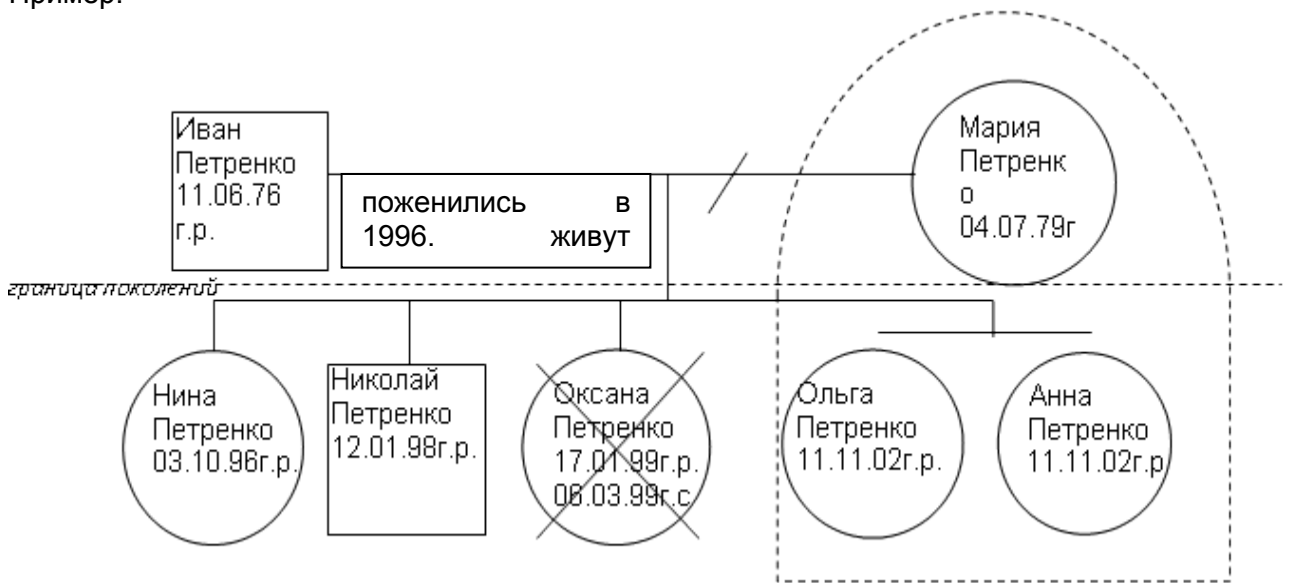 Пример:
Иван
Петренко
11.06.76
г.р.
поженились в
1996. живут
Мария
Петренк
о
04.07.79г
граница поколений
Нина
Петренко
03.10.96г.р.
Николай
Петренко
12.01.98г.р.
Оксана
Петренко
17.01.99г.р.
06.03.99г.с
Ольга
Петренко
11.11.02г.р.
Анна
Петренко
11.11.02г.р